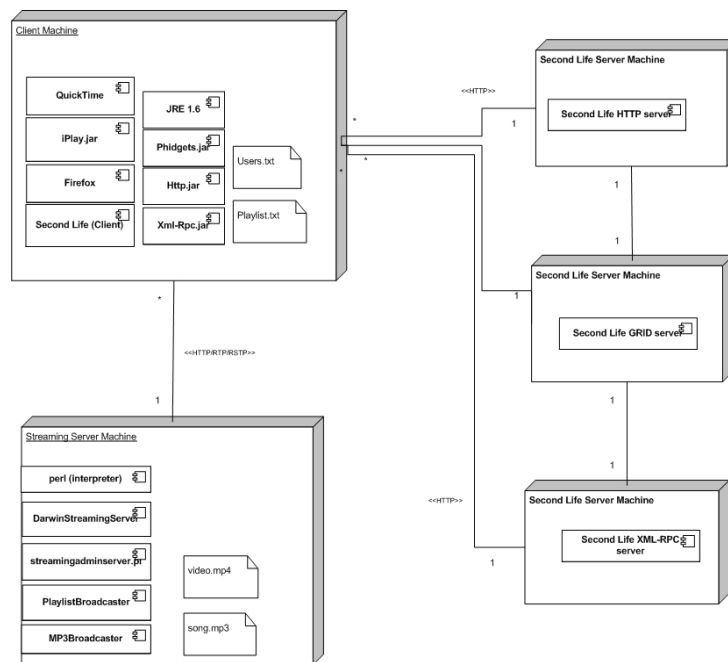 Client Machine
QuickTime
iPlay.jar
Firefox
Second Life (Client)
JRE 1.6
Phidgets.jar
Http.jar
Xml-Rpc.jar
Users.txt
Playlist.txt
*
*
*
<<HTTP>>
1
Second Life Server Machine
Second Life HTTP server
1
1
1
Second Life Server Machine
Second Life GRID server
1
1
<<HTTP>>
1
Second Life Server Machine
Second Life XML-RPC
server
*
<<HTTP/RTP/RSTP>>
1
Streaming Server Machine
perl (interpreter)
DarwinStreamingServer
streamingadminserver.pl
PlaylistBroadcaster
MP3Broadcaster
video.mp4
song.mp3